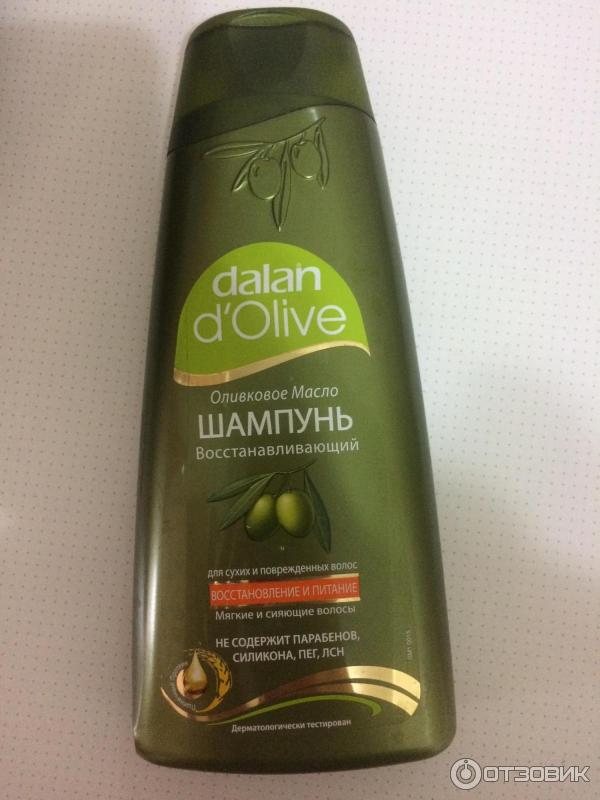 dalan
d'Olive
Оливковое Масло
ШАМПУНЬ
Восстанавливающий
для сухих и поврежденных волос
ВОССТАНОВЛЕНИЕ И ПИТАНИЕ
Мягкие и сияющие волосы
НЕ СОДЕРЖИТ ПАРАБЕНОВ,
СИЛИКОНА, ПЕГ, ЛСН
Дерматологически тестирован
ОТЗОВИК